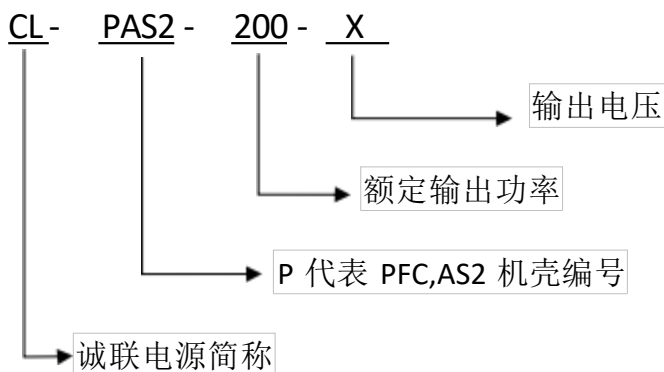 CL - PAS2 - 200 - X
输出电压
额定输出功率
P 代表 PFC,AS2 机壳编号
诚联电源简称